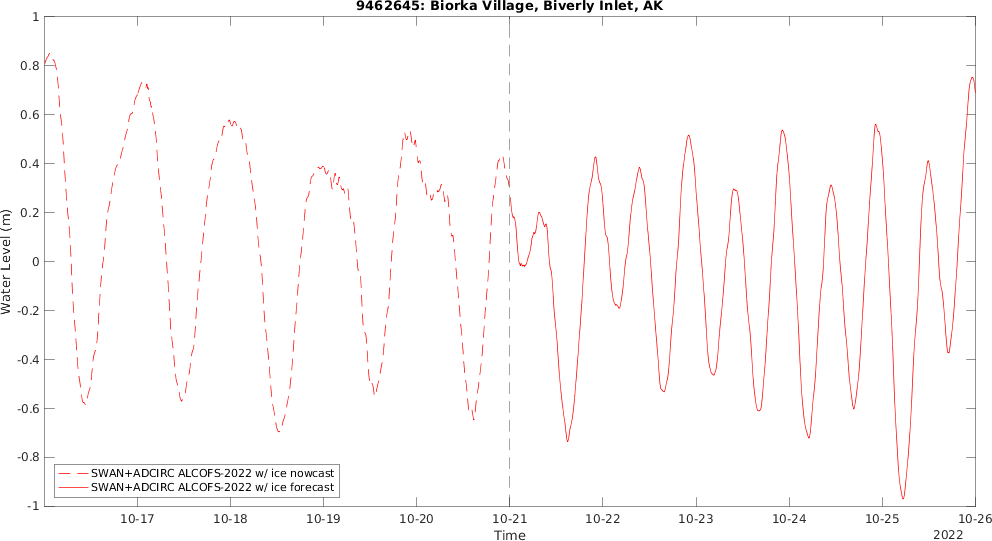 9462645: Biorka Village, Biverly Inlet, AK
Water Level (m)
1
0.8
0.6
0.4
0.2
0
-0.2
-0.4
-0.6
-0.8
-1
SWAN+ADCIRC ALCOFS-2022 w/ ice nowcast
SWAN+ADCIRC ALCOFS-2022 w/ ice forecast
10-17 10-18 10-19 10-20 10-21 10-22 10-23 10-24 10-25 10-26
Time
2022